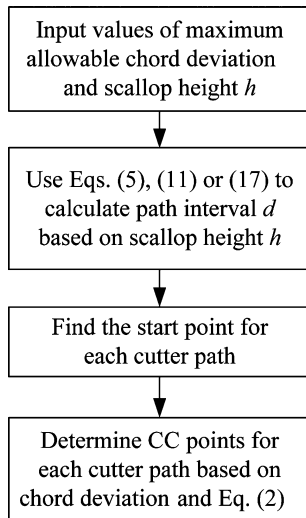 Input values of maximum
allowable chord deviation
and scallop height h
Use Eqs. (5), (11) or (17) to
calculate path interval d
based on scallop height h
Find the start point for
each cutter path
Determine CC points for
each cutter path based on
chord deviation and Eq. (2)